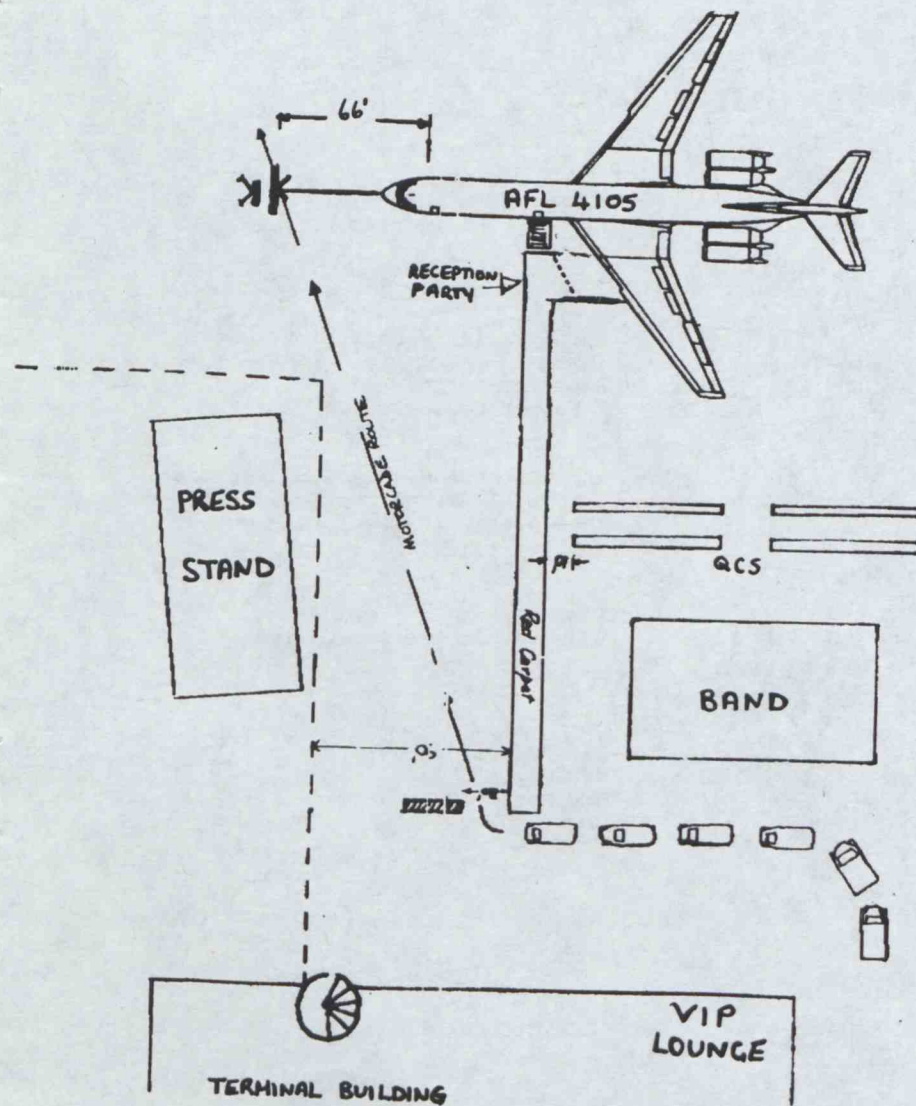 66'
AFL 4105
RECEPTION
PARTY
MOTORCADE ROUTE
PRESS
STAND
QCS
Red Carpet
BAND
VIP
LOUNGE
TERMINAL BUILDING